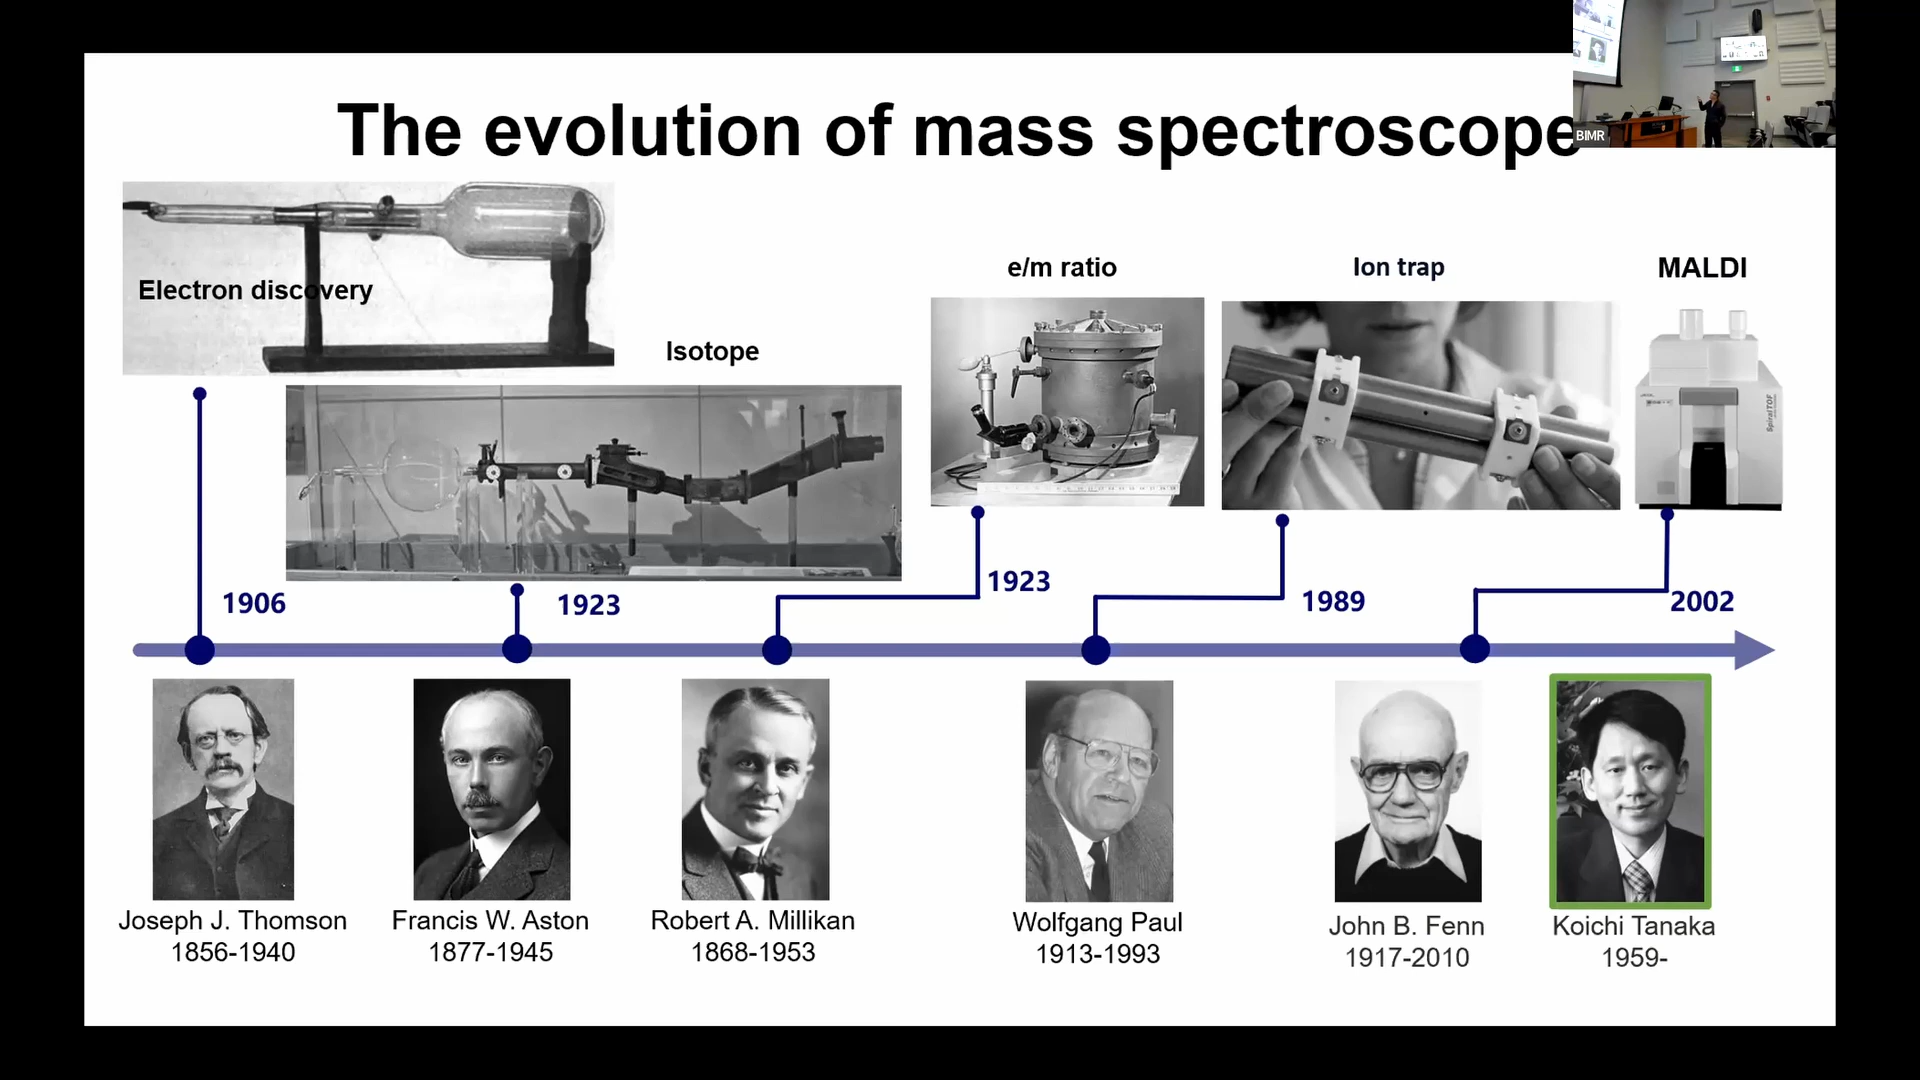 The evolution of mass spectroscope
BIMR
Electron discovery
Isotope
e/m ratio
Ion trap
MALDI
SpiralTOF
1906
1923
1923
1989
2002
Joseph J. Thomson
1856-1940
Francis W. Aston
1877-1945
Robert A. Millikan
1868-1953
Wolfgang Paul
1913-1993
John B. Fenn
1917-2010
Koichi Tanaka
1959-